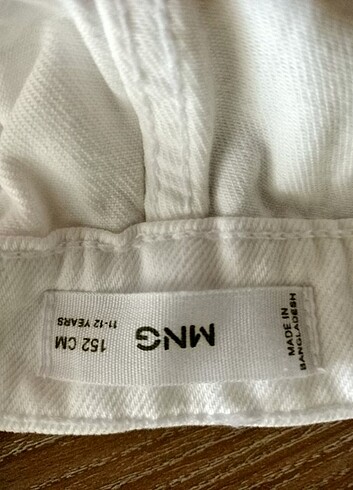 MADE IN
BANGLADESH
MNG
152 CM
11-12 YEARS